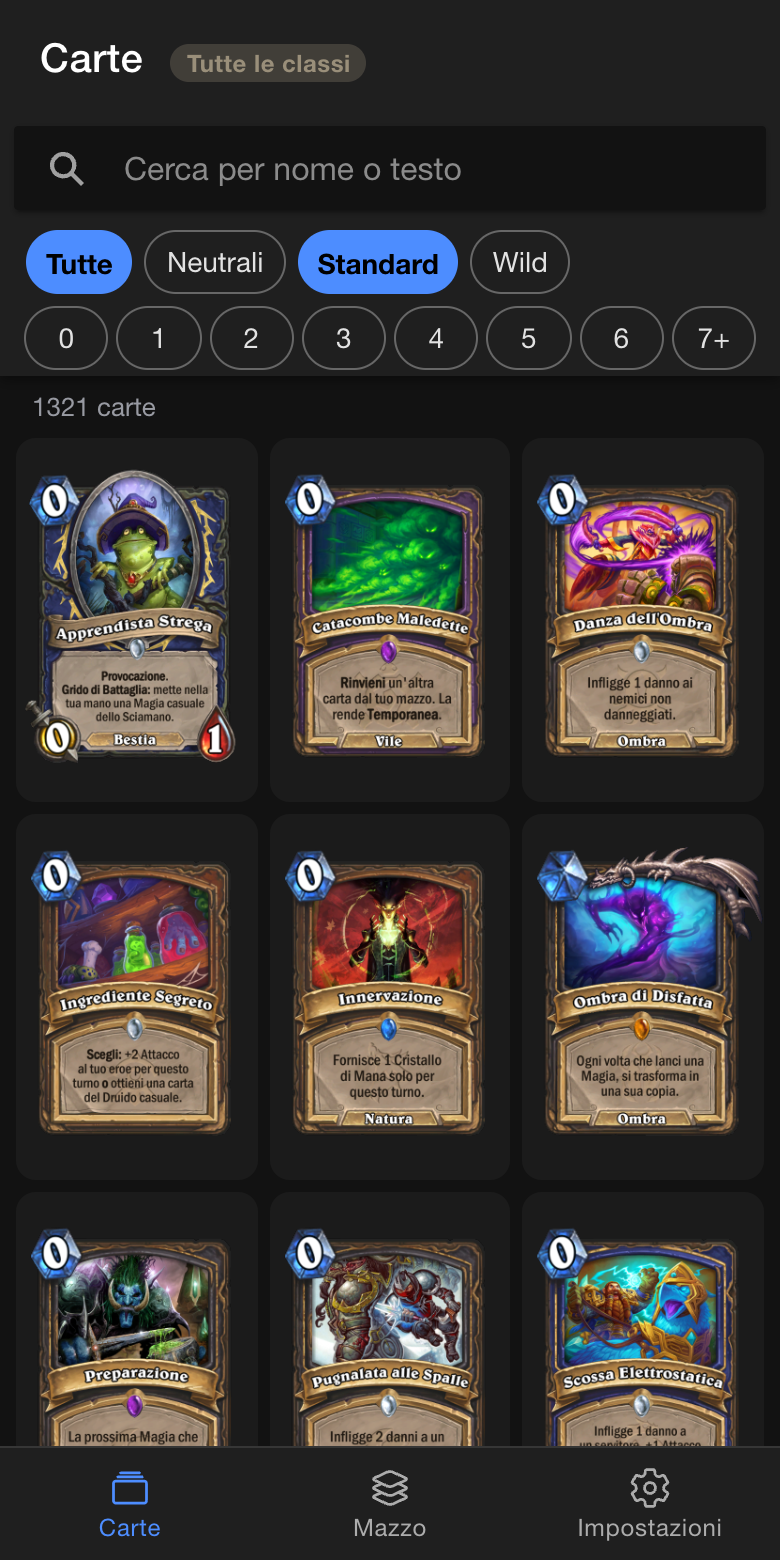 Carte
Tutte le classi
Cerca per nome o testo
Tutte
Neutrali
Standard
Wild
0
1
2
3
4
5
6
7+
1321 carte
0
Apprendista Strega
Provocazione.
Grido di Battaglia: mette nella
tua mano una Magia casuale
dello Sciamano.
0
Bestia
1
0
Catacombe Maledette
Rinvieni un'altra
carta dal tuo mazzo. La
rende Temporanea.
Vile
0
Danza dell'Ombra
Infligge 1 danno ai
nemici non
danneggiati.
Ombra
0
Ingrediente Segreto
Scegli: +2 Attacco
al tuo eroe per questo
turno o ottieni una carta
del Druido casuale.
0
Innervazione
Fornisce 1 Cristallo
di Mana solo per
questo turno.
Natura
Ombra di Disfatta
Ogni volta che lanci una
Magia, si trasforma in
una sua copia.
Ombra
0
Preparazione
La prossima Magia che
0
Pugnalata alle Spalle
Infligge 2 danni a un
0
Scossa Elettrostatica
Infligge 1 danno a
un servitore. +1 Attacco
Carte
Mazzo
Impostazioni